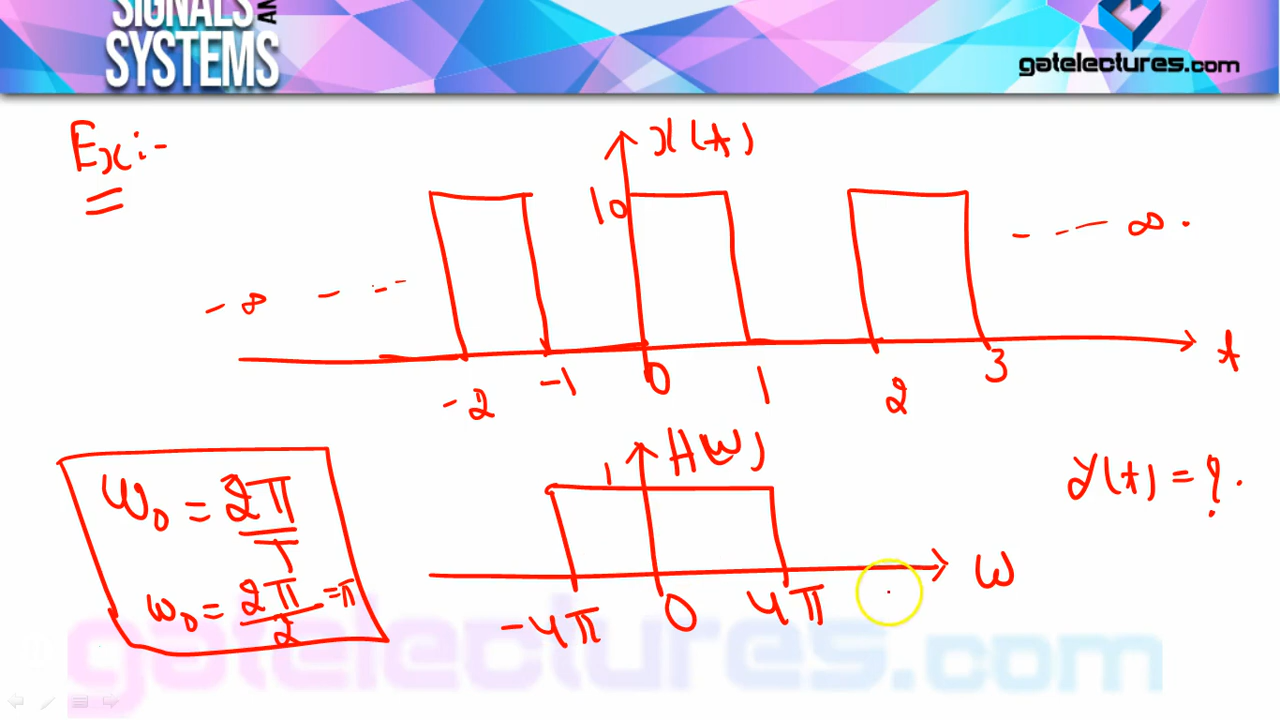 SIGNALS AND
SYSTEMS
gatelectures.com
Ex:-
x(t)
10
- - - ∞ .
-∞ - - -
-2 -1 0 1 2 3 t
H(ω)
1
y(t) = ?.
ω₀ = 2π/T
ω₀ = 2π/2 = π
-4π 0 4π ω
gatelectures.com